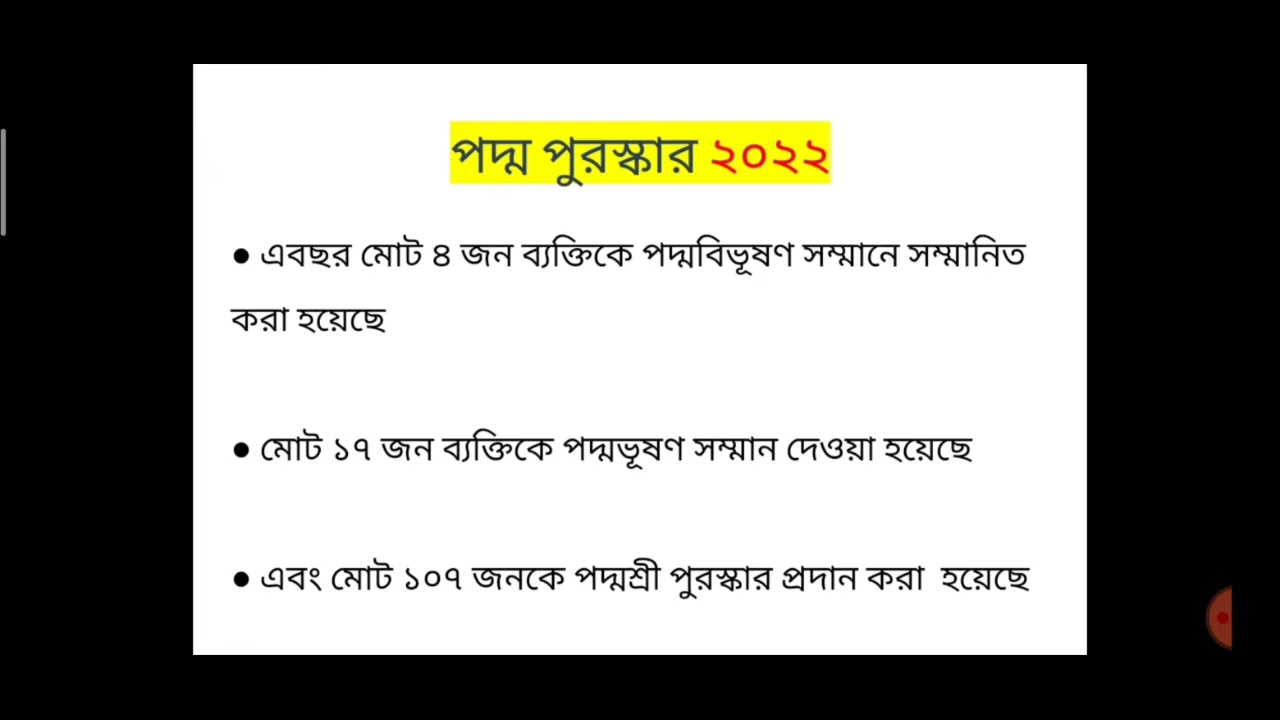 পদ্ম পুরস্কার ২০২২
● এবছর মোট ৪ জন ব্যক্তিকে পদ্মবিভূষণ সম্মানে সম্মানিত
করা হয়েছে
● মোট ১৭ জন ব্যক্তিকে পদ্মভূষণ সম্মান দেওয়া হয়েছে
● এবং মোট ১০৭ জনকে পদ্মশ্রী পুরস্কার প্রদান করা হয়েছে